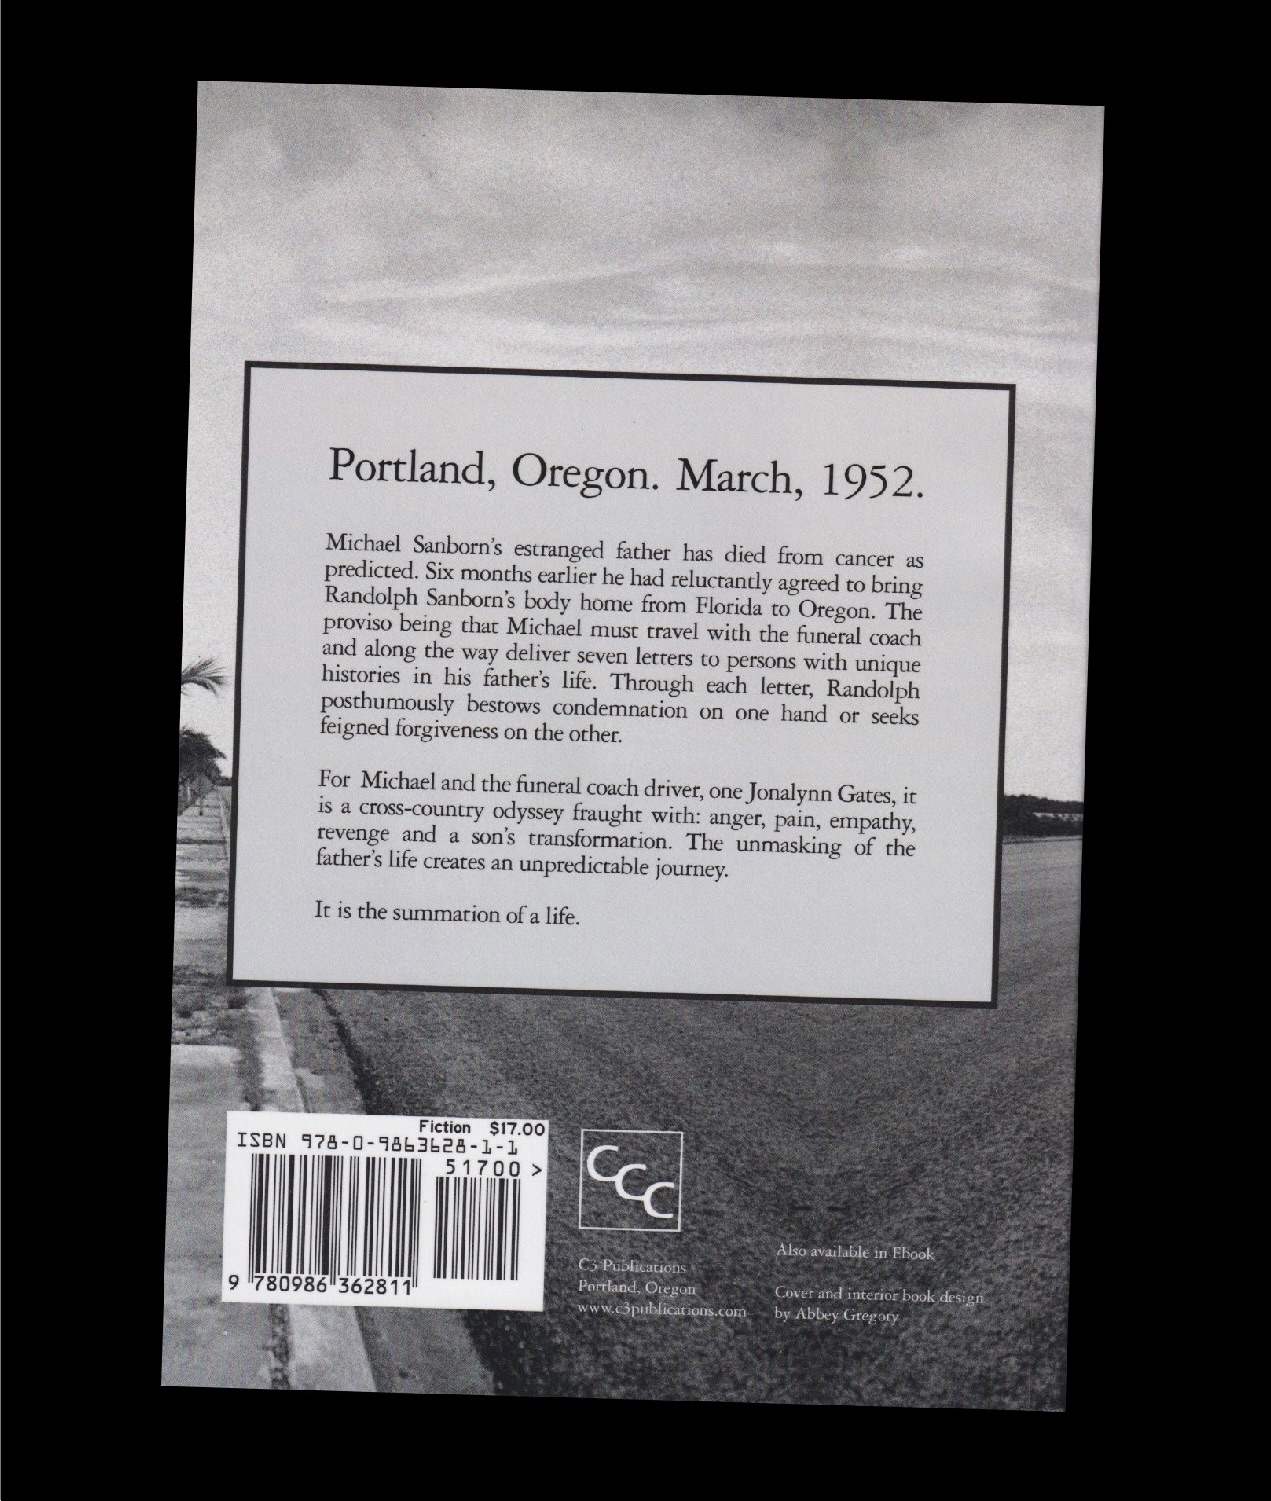 Portland, Oregon. March, 1952.
Michael Sanborn's estranged father has died from cancer as
predicted. Six months earlier he had reluctantly agreed to bring
Randolph Sanborn's body home from Florida to Oregon. The
proviso being that Michael must travel with the funeral coach
and along the way deliver seven letters to persons with unique
histories in his father's life. Through each letter, Randolph
posthumously bestows condemnation on one hand or seeks
feigned forgiveness on the other.
For Michael and the funeral coach driver, one Jonalynn Gates, it
is a cross-country odyssey fraught with: anger, pain, empathy,
revenge and a son's transformation. The unmasking of the
father's life creates an unpredictable journey.
It is the summation of a life.
Fiction $17.00
ISBN 978-0-9863628-1-1
51700 >
9 780986 362811
CCC
C3 Publications
Portland, Oregon
www.c3publications.com
Also available in Ebook
Cover and interior book design
by Abbey Gregory